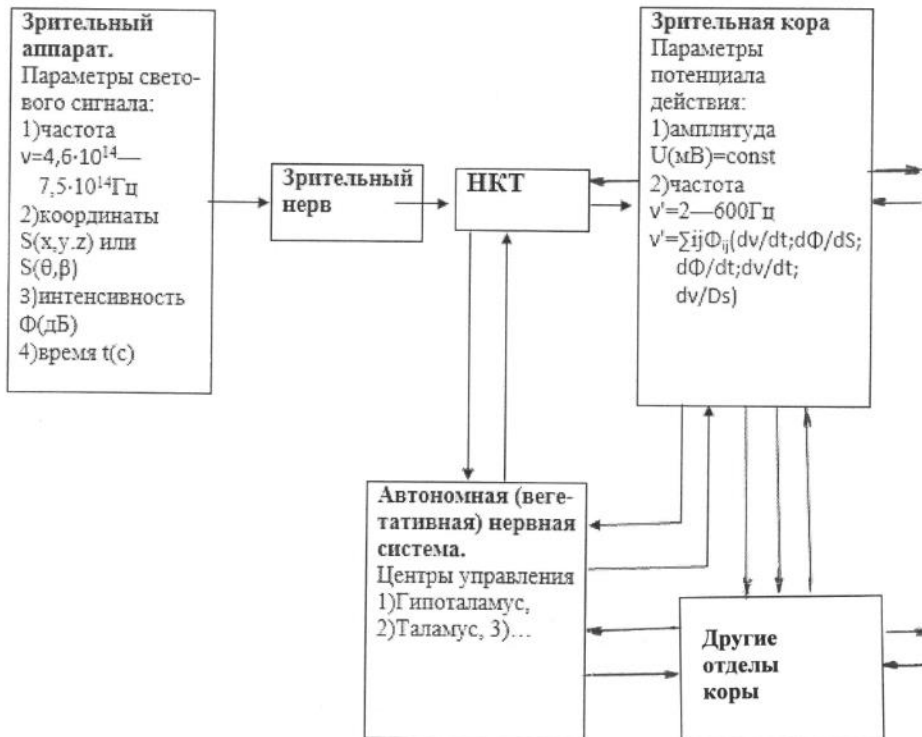 Зрительный
аппарат.
Параметры свето-
вого сигнала:
1)частота
ν=4,6·10¹⁴—
7,5·10¹⁴Гц
2)координаты
S(x,y.z) или
S(θ,β)
3)интенсивность
Ф(дБ)
4)время t(с)
Зрительный
нерв
НКТ
Зрительная кора
Параметры
потенциала
действия:
1)амплитуда
U(мВ)=const
2)частота
ν'=2—600Гц
ν'=∑ijΦᵢⱼ(dν/dt;dΦ/dS;
dΦ/dt;dν/dt;
dν/Ds)
Автономная (веге-
тативная) нервная
система.
Центры управления
1)Гипоталамус,
2)Таламус, 3)…
Другие
отделы
коры